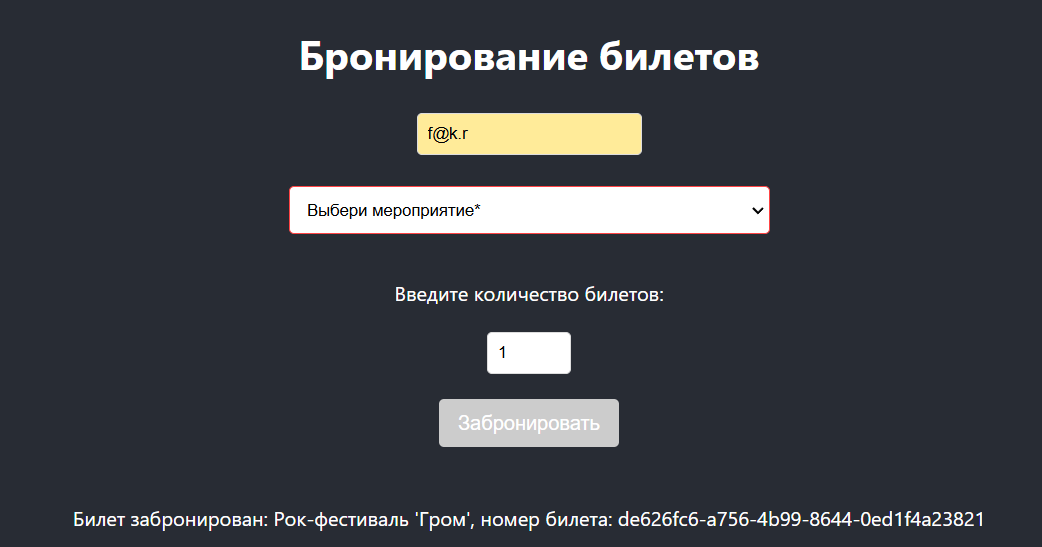 Бронирование билетов
f@k.r
Выбери мероприятие*
Введите количество билетов:
1
Забронировать
Билет забронирован: Рок-фестиваль 'Гром', номер билета: de626fc6-a756-4b99-8644-0ed1f4a23821